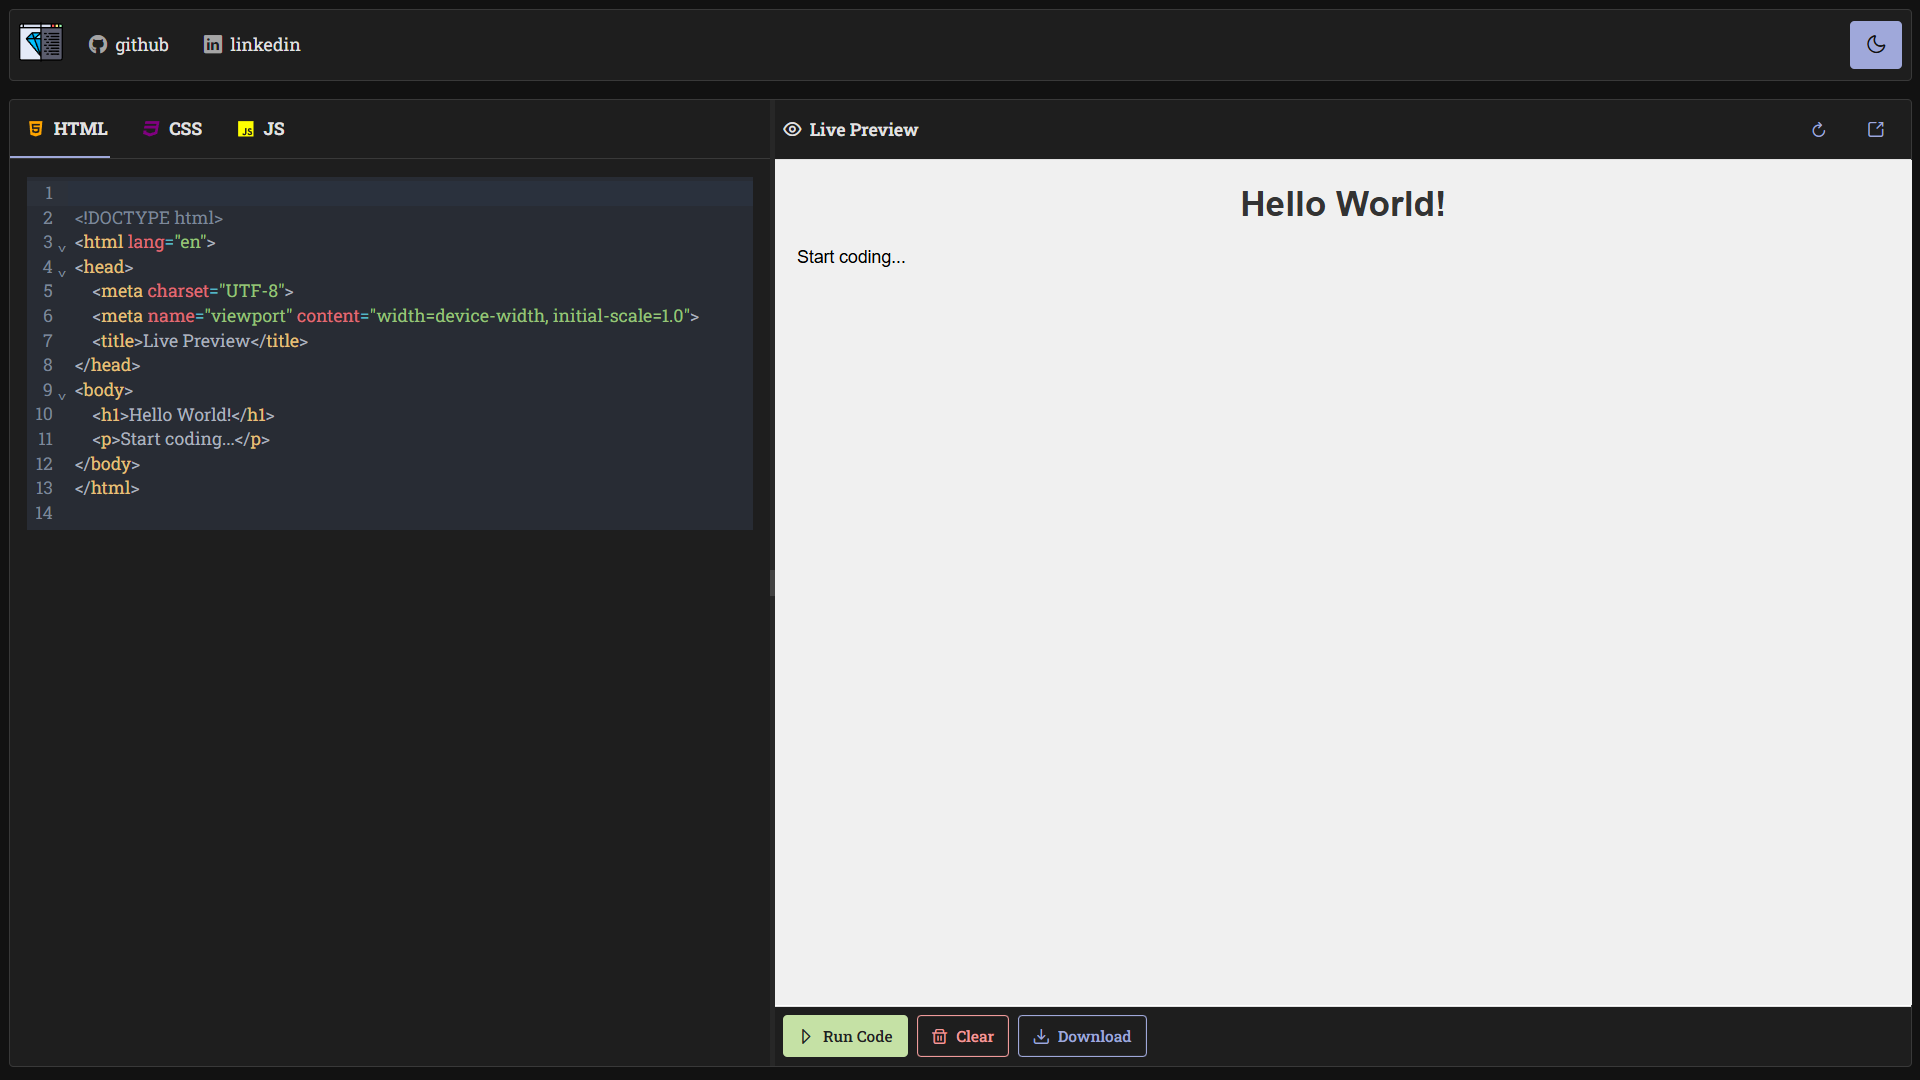 github
linkedin
HTML
CSS
JS
Live Preview
1
2 <!DOCTYPE html>
3 <html lang="en">
4 <head>
5 <meta charset="UTF-8">
6 <meta name="viewport" content="width=device-width, initial-scale=1.0">
7 <title>Live Preview</title>
8 </head>
9 <body>
10 <h1>Hello World!</h1>
11 <p>Start coding...</p>
12 </body>
13 </html>
14
Hello World!
Start coding...
Run Code
Clear
Download